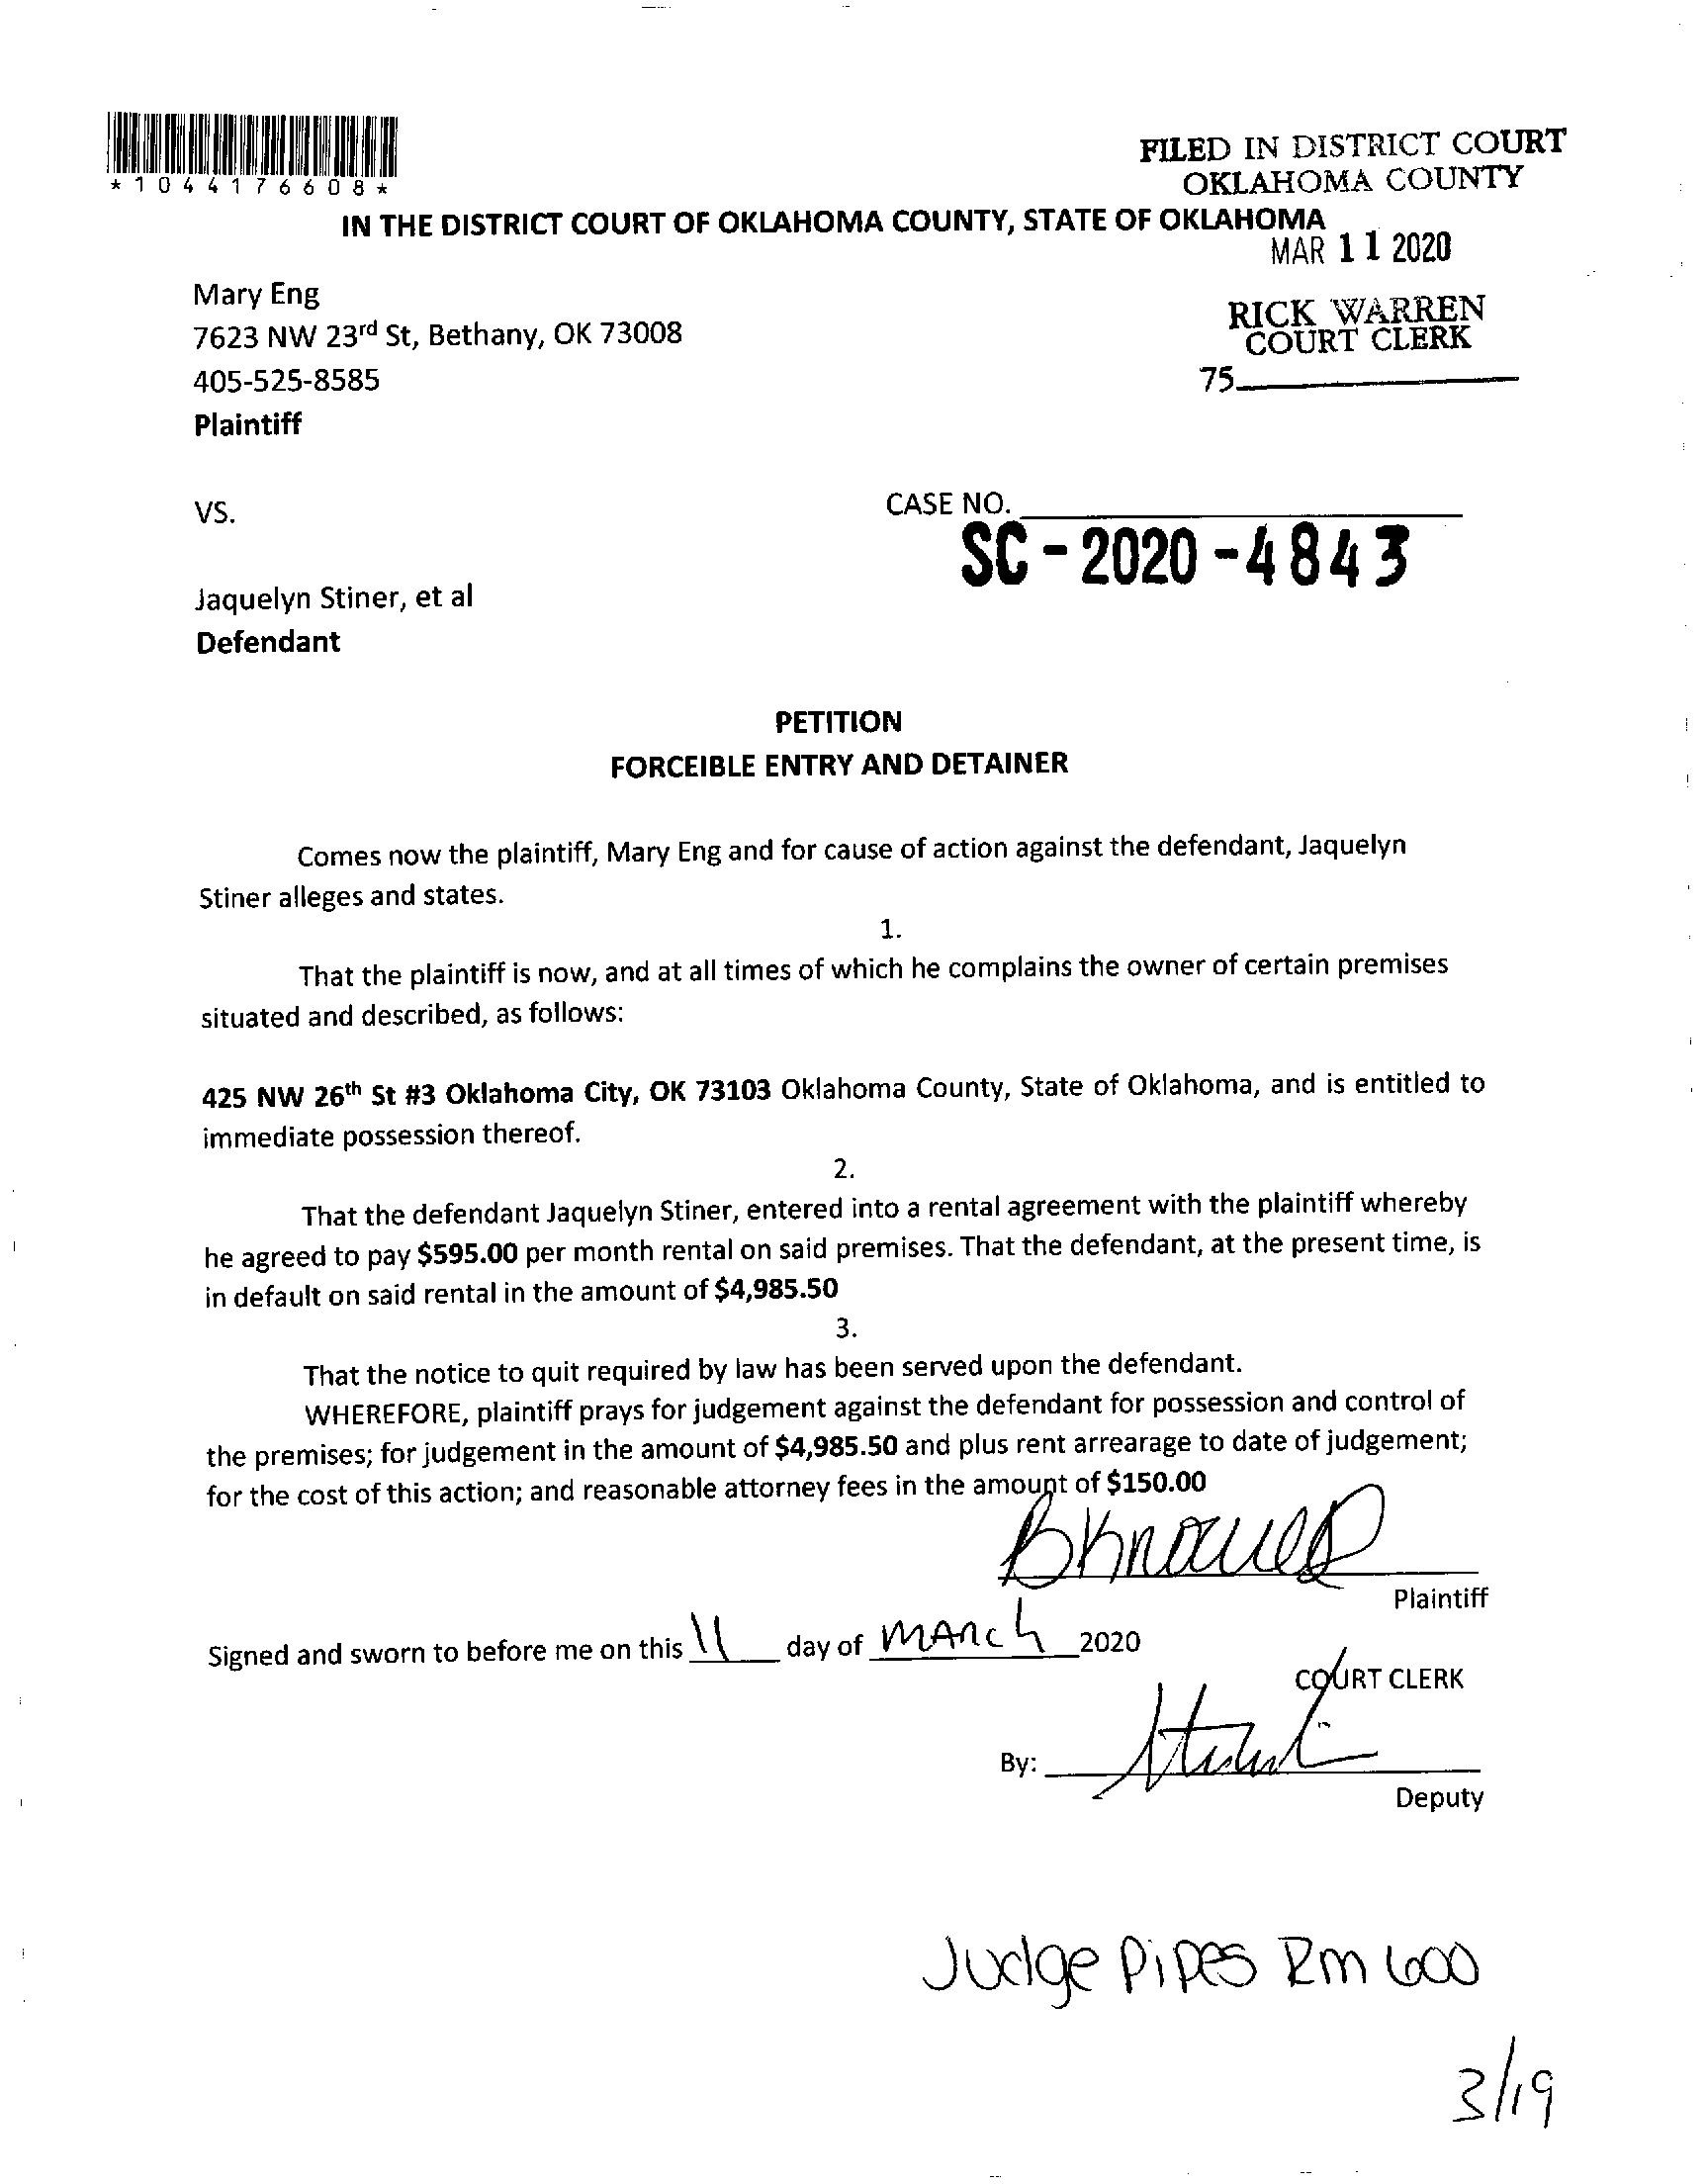 *1044176608*
FILED IN DISTRICT COURT
OKLAHOMA COUNTY
IN THE DISTRICT COURT OF OKLAHOMA COUNTY, STATE OF OKLAHOMA
MAR 11 2020
Mary Eng
7623 NW 23rd St, Bethany, OK 73008
405-525-8585
Plaintiff
RICK WARREN
COURT CLERK
75
VS.
CASE NO.
SC-2020-4843
Jaquelyn Stiner, et al
Defendant
PETITION
FORCEIBLE ENTRY AND DETAINER
Comes now the plaintiff, Mary Eng and for cause of action against the defendant, Jaquelyn
Stiner alleges and states.
1.
That the plaintiff is now, and at all times of which he complains the owner of certain premises
situated and described, as follows:
425 NW 26th St #3 Oklahoma City, OK 73103 Oklahoma County, State of Oklahoma, and is entitled to
immediate possession thereof.
2.
That the defendant Jaquelyn Stiner, entered into a rental agreement with the plaintiff whereby
he agreed to pay $595.00 per month rental on said premises. That the defendant, at the present time, is
in default on said rental in the amount of $4,985.50
3.
That the notice to quit required by law has been served upon the defendant.
WHEREFORE, plaintiff prays for judgement against the defendant for possession and control of
the premises; for judgement in the amount of $4,985.50 and plus rent arrearage to date of judgement;
for the cost of this action; and reasonable attorney fees in the amount of $150.00
Plaintiff
Signed and sworn to before me on this 11 day of MARCh 2020
COURT CLERK
By:
Deputy
Judge Pipes Rm 600
3/19